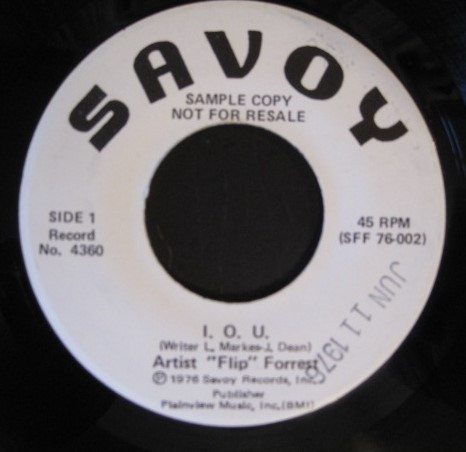 SAVOY
SAMPLE COPY
NOT FOR RESALE
SIDE 1
Record
No. 4360
45 RPM
(SFF 76-002)
JUN 11 1976
I. O. U.
(Writer L. Markes-J. Dean)
Artist "Flip" Forrest
℗ 1976 Savoy Records, Inc.
Publisher
Plainview Music, Inc.(BMI)